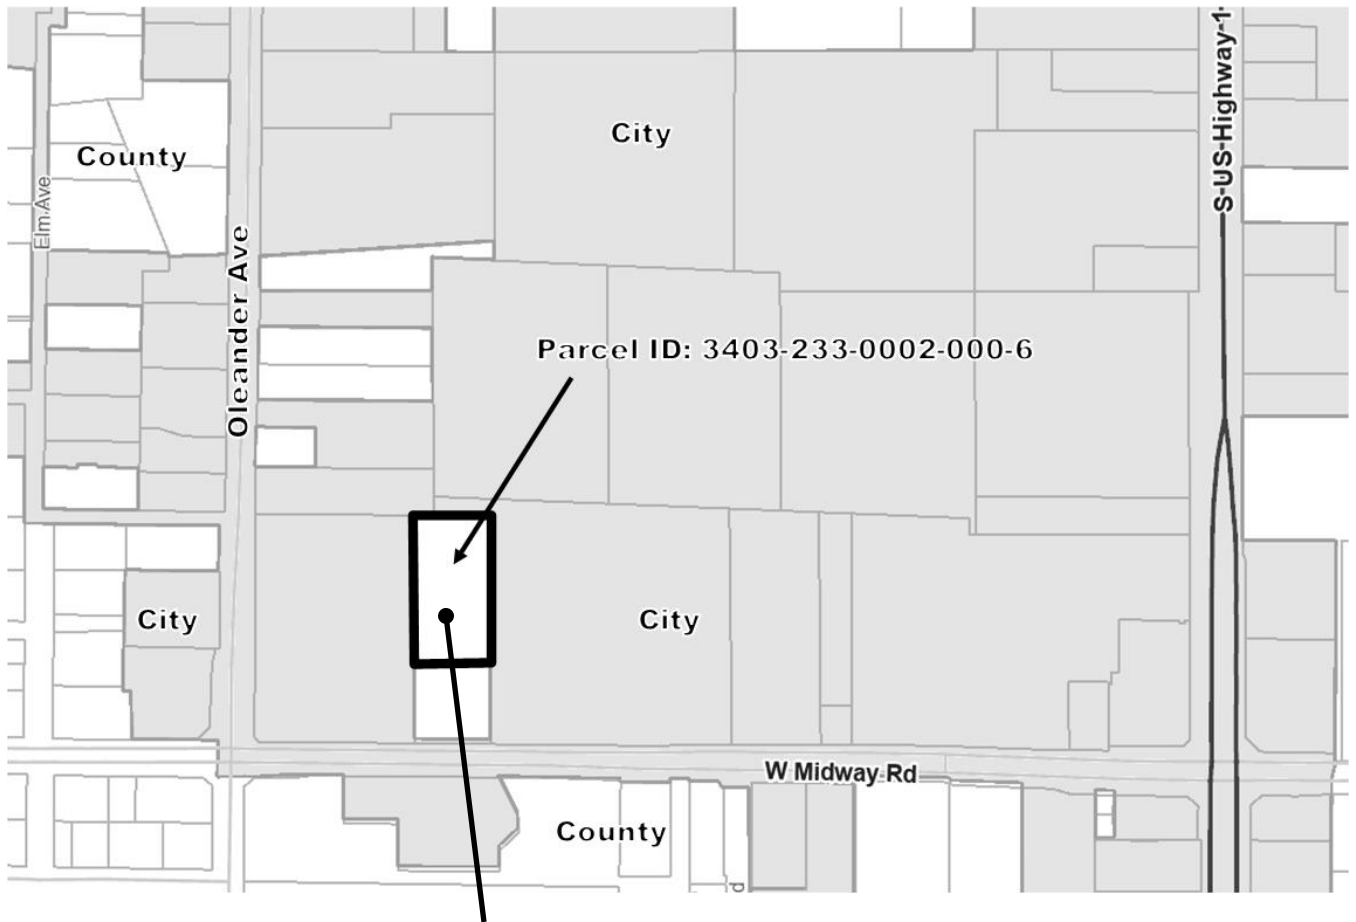 S-US-Highway-1
City
County
Elm Ave
Oleander Ave
Parcel ID: 3403-233-0002-000-6
City
City
W Midway Rd
County
d